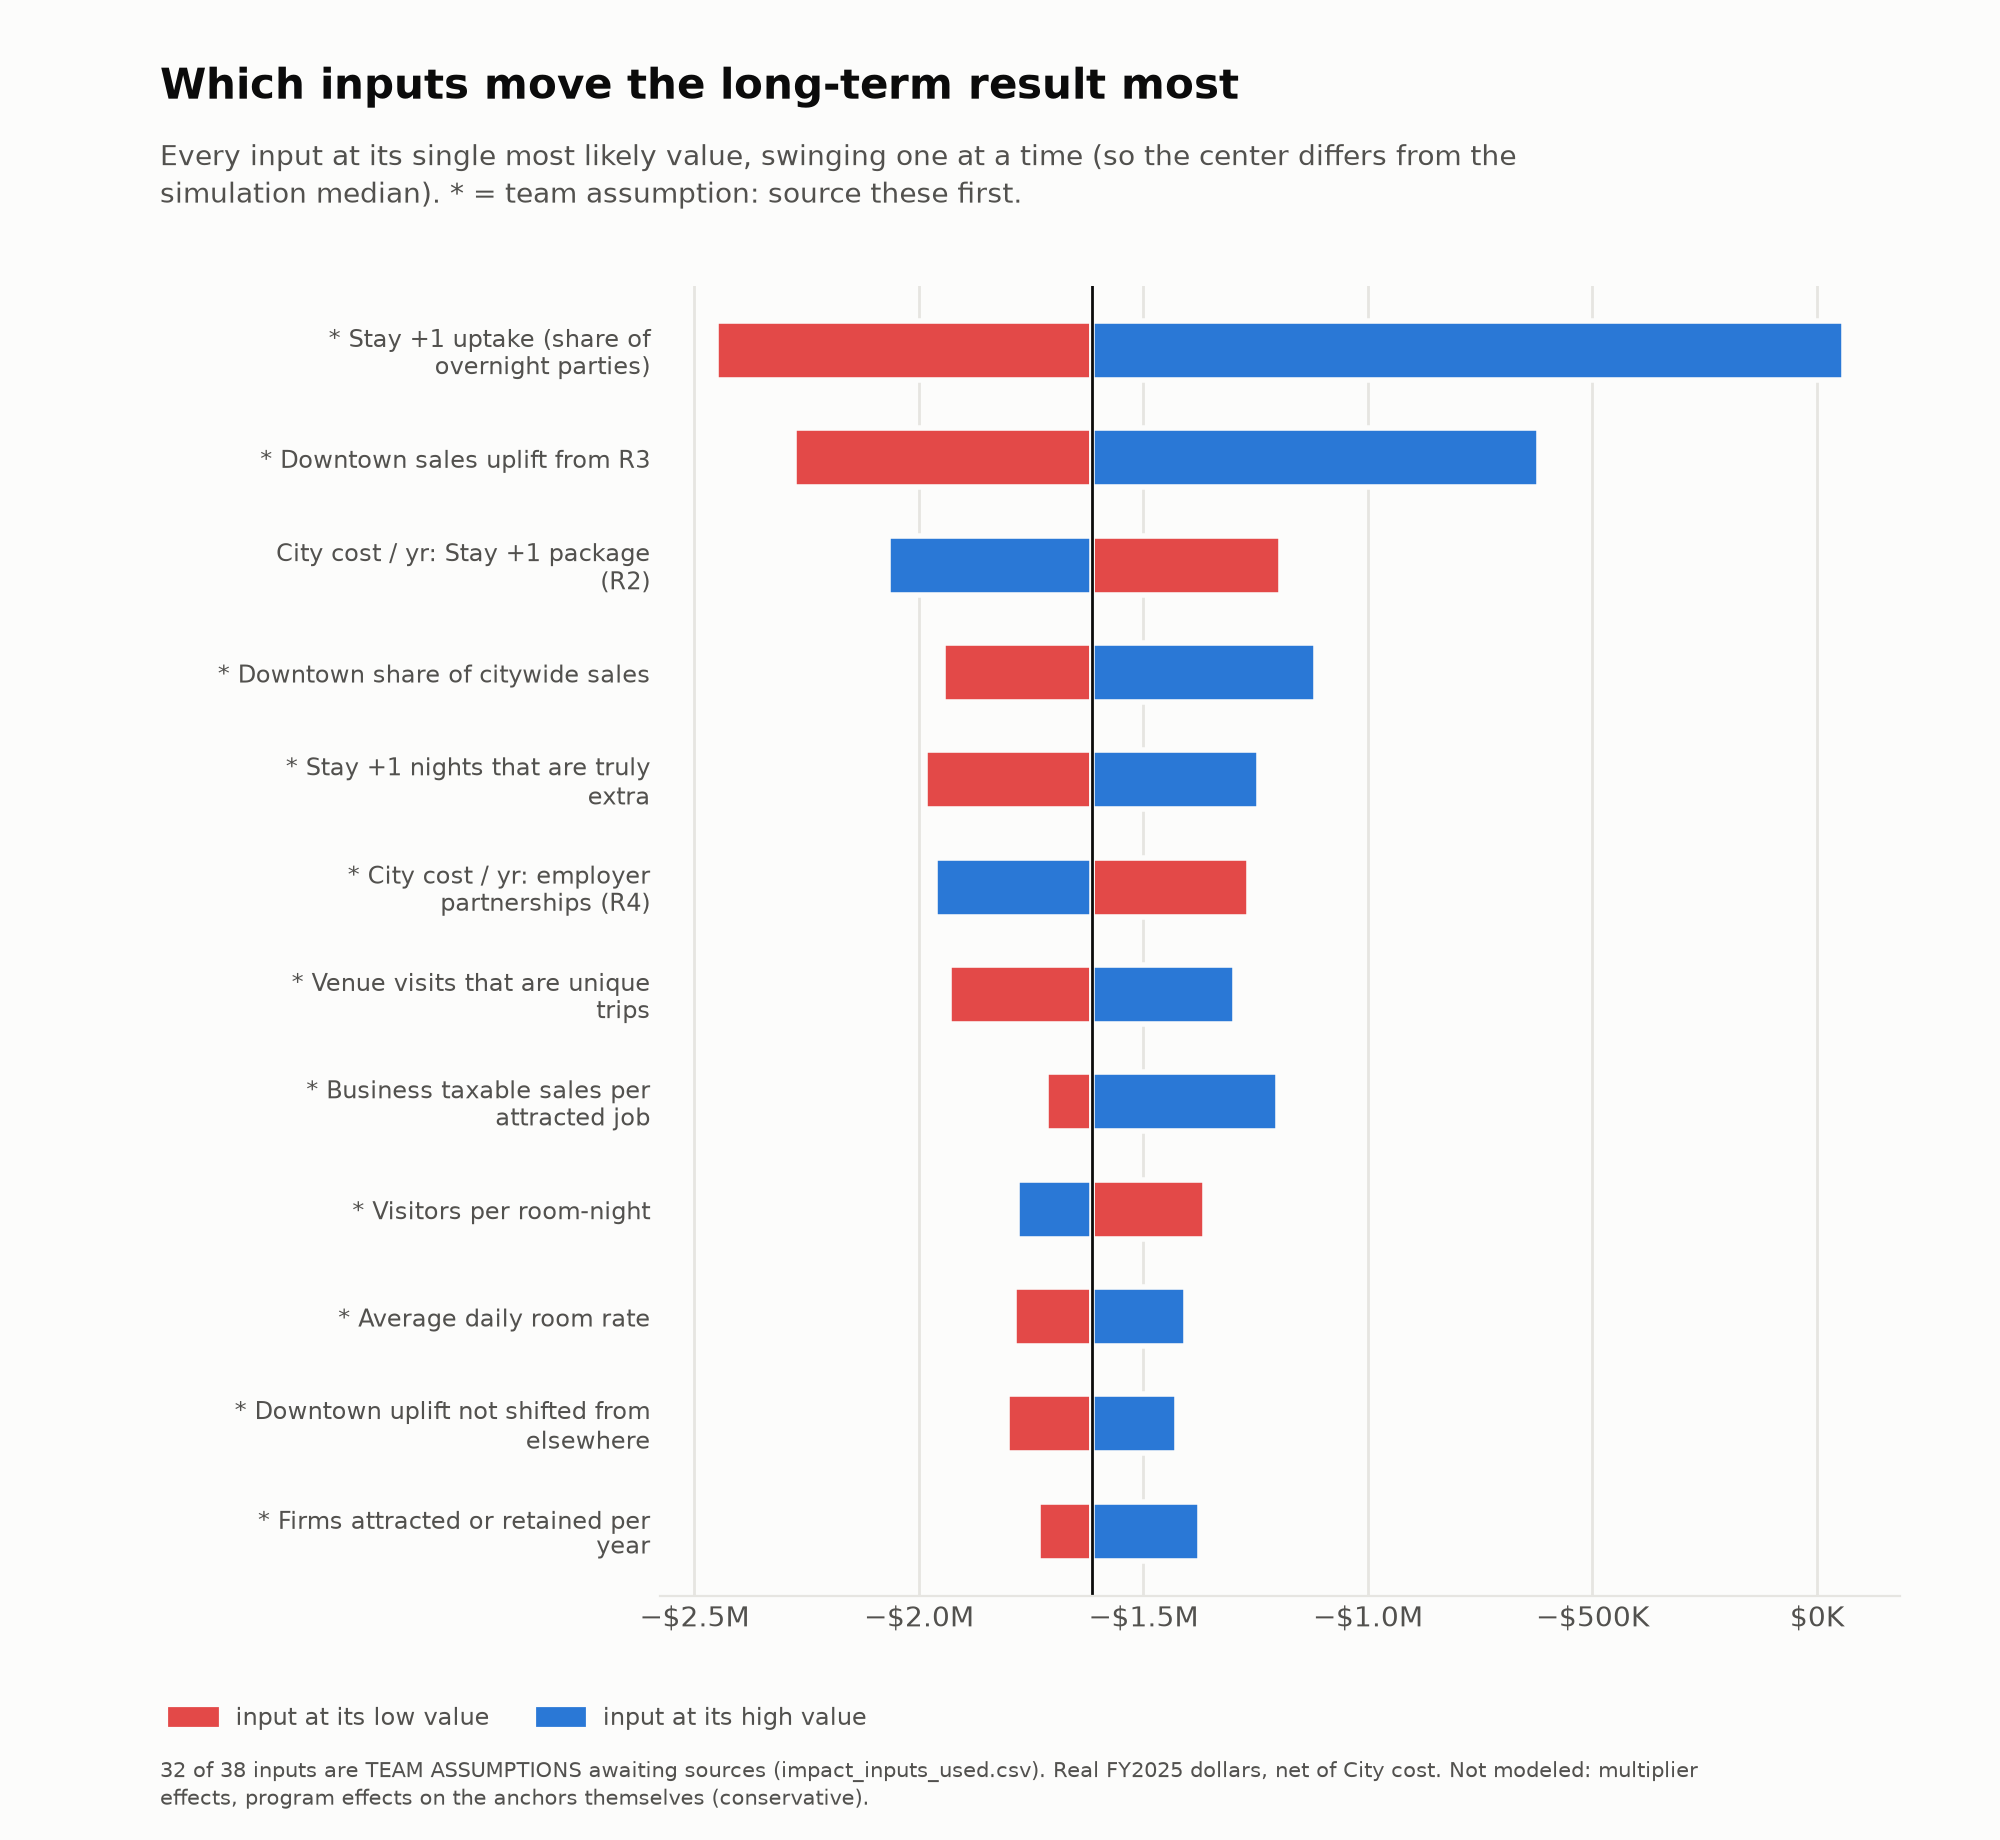 Which inputs move the long-term result most
Every input at its single most likely value, swinging one at a time (so the center differs from the
simulation median). * = team assumption: source these first.
* Stay +1 uptake (share of
overnight parties)
* Downtown sales uplift from R3
City cost / yr: Stay +1 package
(R2)
* Downtown share of citywide sales
* Stay +1 nights that are truly
extra
* City cost / yr: employer
partnerships (R4)
* Venue visits that are unique
trips
* Business taxable sales per
attracted job
* Visitors per room-night
* Average daily room rate
* Downtown uplift not shifted from
elsewhere
* Firms attracted or retained per
year
−$2.5M −$2.0M −$1.5M −$1.0M −$500K $0K
input at its low value input at its high value
32 of 38 inputs are TEAM ASSUMPTIONS awaiting sources (impact_inputs_used.csv). Real FY2025 dollars, net of City cost. Not modeled: multiplier
effects, program effects on the anchors themselves (conservative).